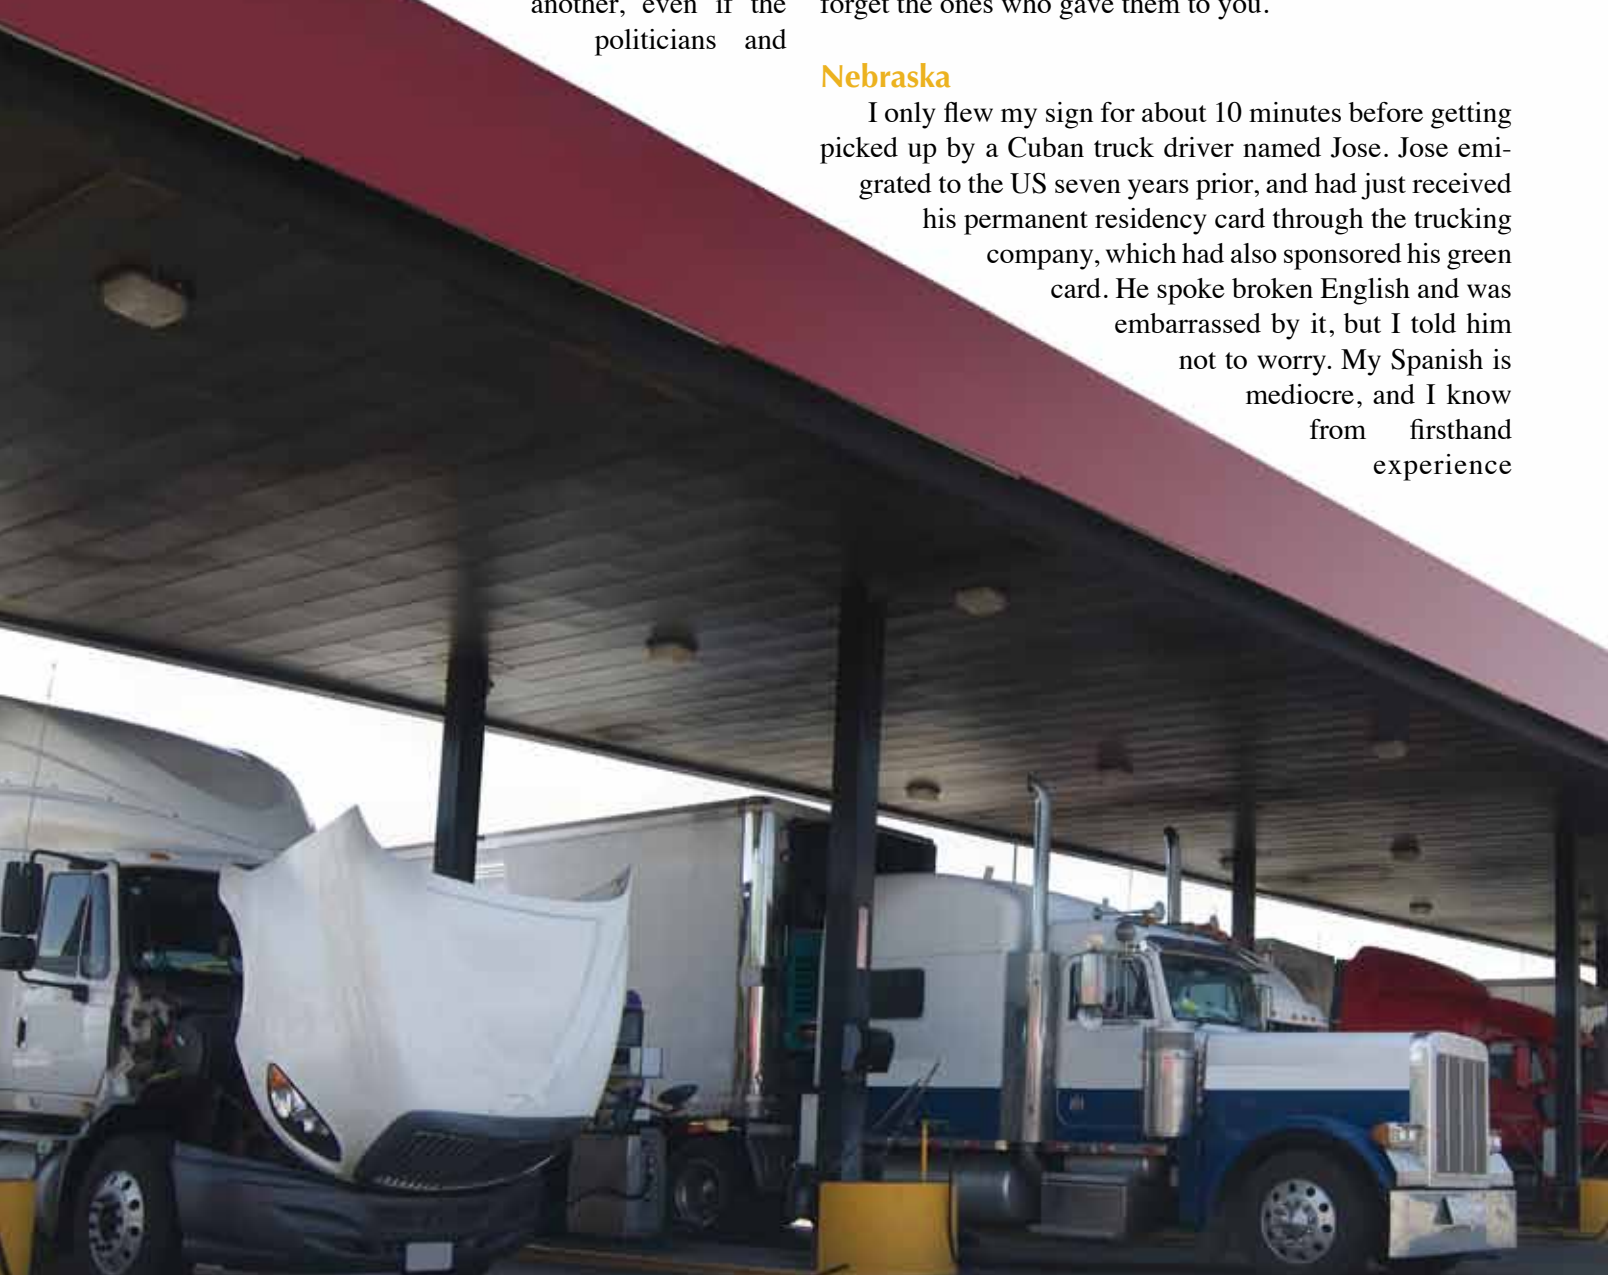 another, even if the
politicians and
forget the ones who gave them to you.
Nebraska
I only flew my sign for about 10 minutes before getting
picked up by a Cuban truck driver named Jose. Jose emi-
grated to the US seven years prior, and had just received
his permanent residency card through the trucking
company, which had also sponsored his green
card. He spoke broken English and was
embarrassed by it, but I told him
not to worry. My Spanish is
mediocre, and I know
from firsthand
experience